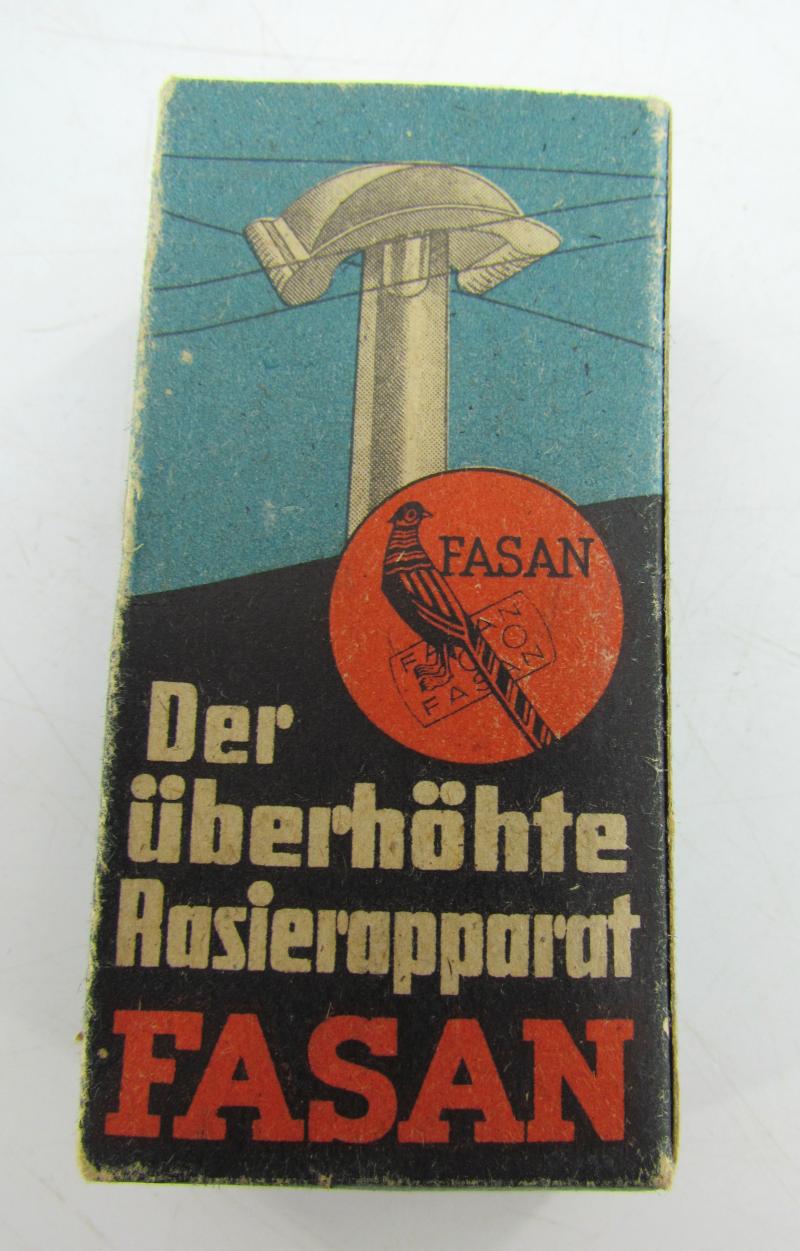 FASAN
Der
überhöhte
Rasierapparat
FASAN